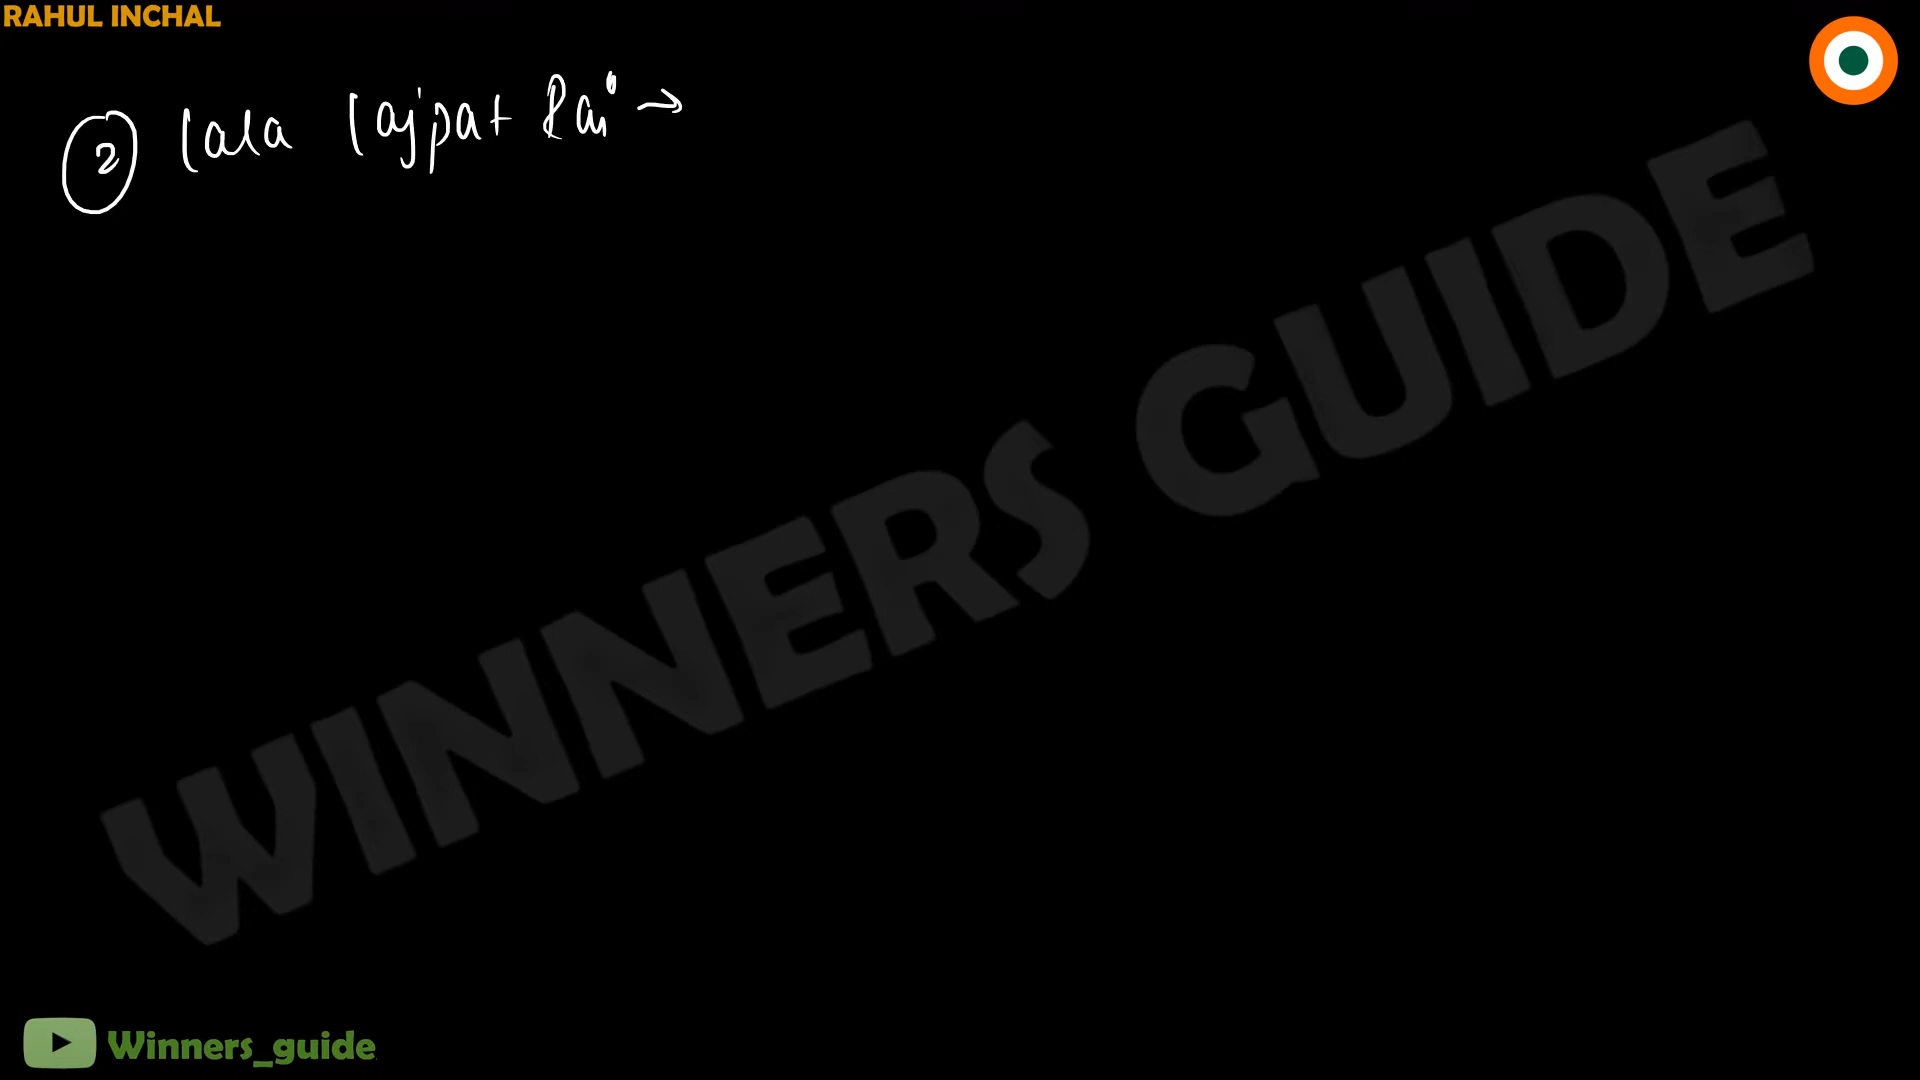 RAHUL INCHAL
② lala lajpat Rai →
WINNERS GUIDE
Winners_guide